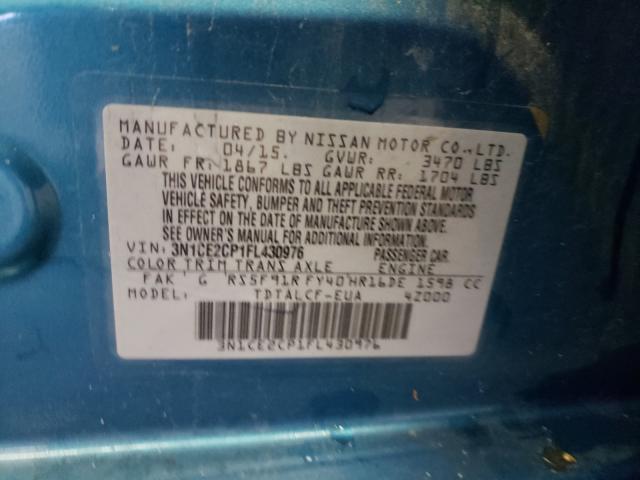 MANUFACTURED BY NISSAN MOTOR CO.,LTD.
DATE: 04/15. GVWR: 3470 LBS
GAWR FR: 1867 LBS GAWR RR: 1704 LBS
THIS VEHICLE CONFORMS TO ALL APPLICABLE FEDERAL MOTOR
VEHICLE SAFETY, BUMPER AND THEFT PREVENTION STANDARDS
IN EFFECT ON THE DATE OF MANUFACTURE SHOWN ABOVE.
SEE OWNER'S MANUAL FOR ADDITIONAL INFORMATION.
VIN: 3N1CE2CP1FL430976 PASSENGER CAR.
COLOR TRIM TRANS AXLE ENGINE
FAK G RS5F91R FY40 HR16DE 1598 CC
MODEL: TDTALCF-EUA 4Z000
3N1CE2CP1FL430976